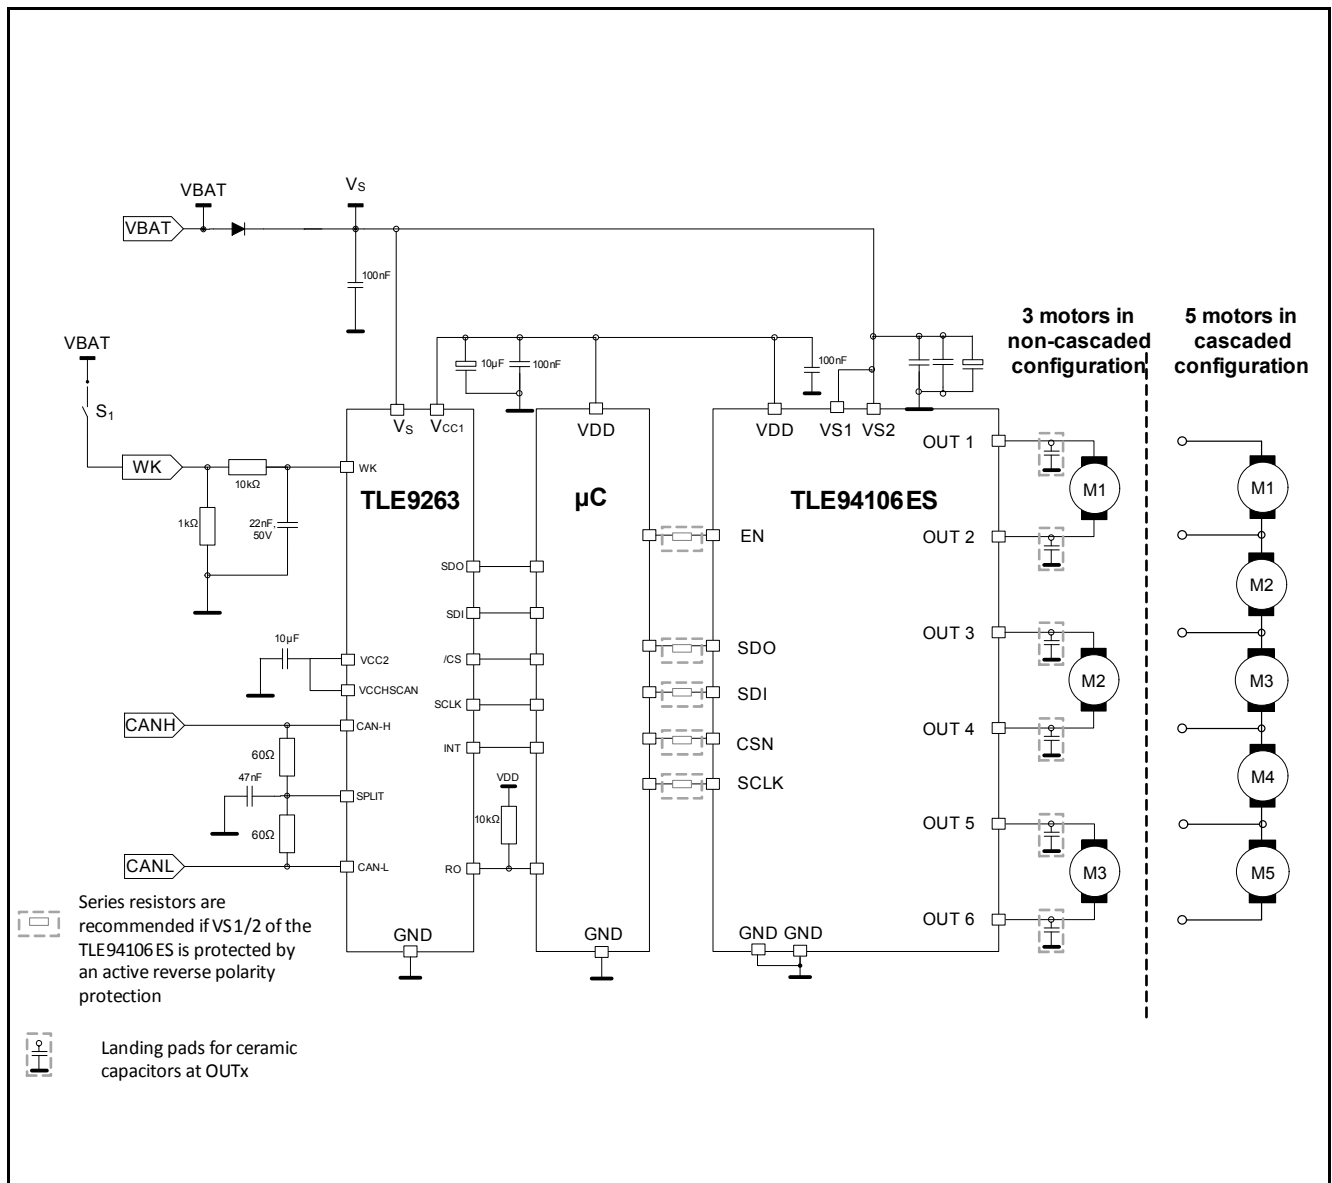 VBAT
VS
VBAT
100nF
3 motors in
non-cascaded
configuration
5 motors in
cascaded
configuration
VBAT
S1
10µF
100nF
100nF
VS
VCC1
VDD
VDD
VS1
VS2
WK
10kΩ
WK
1kΩ
22nF,
50V
TLE9263
µC
TLE94106ES
OUT 1
M1
M1
EN
OUT 2
SDO
M2
SDI
OUT 3
10µF
VCC2
/CS
SDO
VCCHSCAN
SCLK
SDI
M2
M3
CANH
CAN-H
INT
CSN
OUT 4
60Ω
47nF
VDD
SCLK
M4
SPLIT
10kΩ
60Ω
OUT 5
CANL
CAN-L
RO
M3
M5
Series resistors are
recommended if VS1/2 of the
TLE94106ES is protected by
an active reverse polarity
protection
GND
GND
GND GND
OUT 6
Landing pads for ceramic
capacitors at OUTx